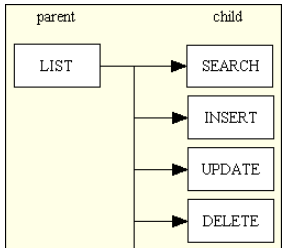 parent child
LIST SEARCH
INSERT
UPDATE
DELETE